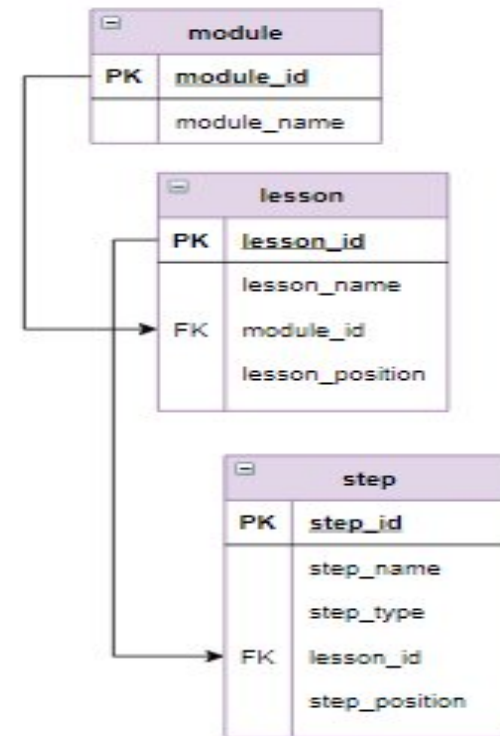 module
PK module_id
module_name
lesson
PK lesson_id
lesson_name
FK module_id
lesson_position
step
PK step_id
step_name
step_type
FK lesson_id
step_position